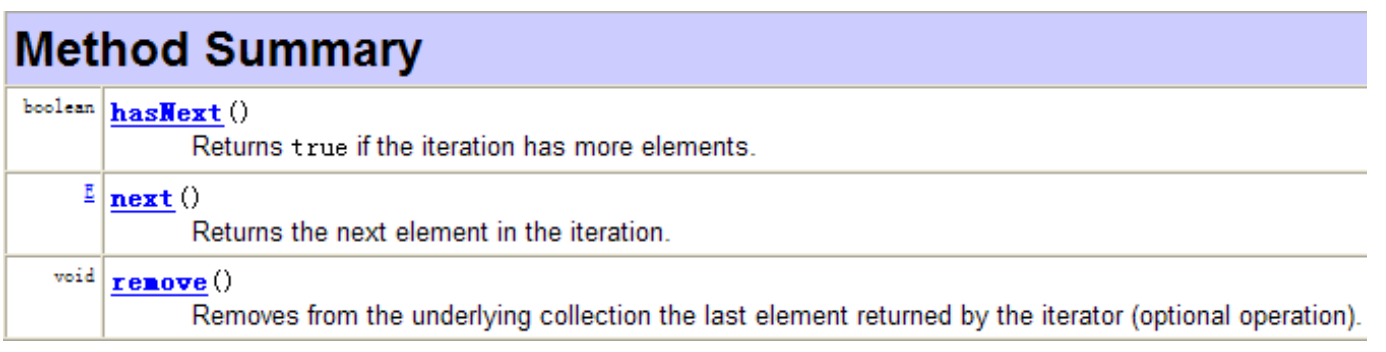 Method Summary
boolean hasNext()
Returns true if the iteration has more elements.
E next()
Returns the next element in the iteration.
void remove()
Removes from the underlying collection the last element returned by the iterator (optional operation).